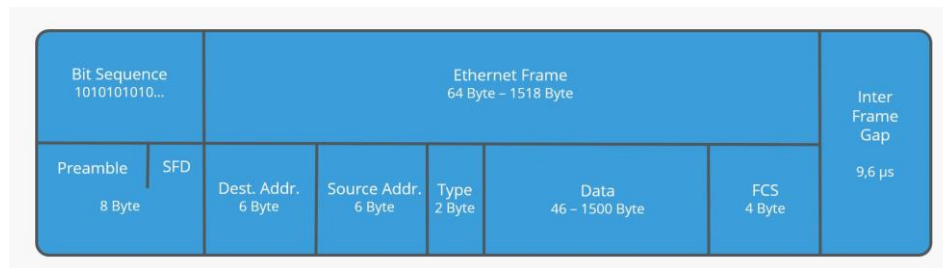 Bit Sequence
1010101010...
Ethernet Frame
64 Byte – 1518 Byte
Inter
Frame
Gap
9,6 μs
Preamble
SFD
8 Byte
Dest. Addr.
6 Byte
Source Addr.
6 Byte
Type
2 Byte
Data
46 – 1500 Byte
FCS
4 Byte